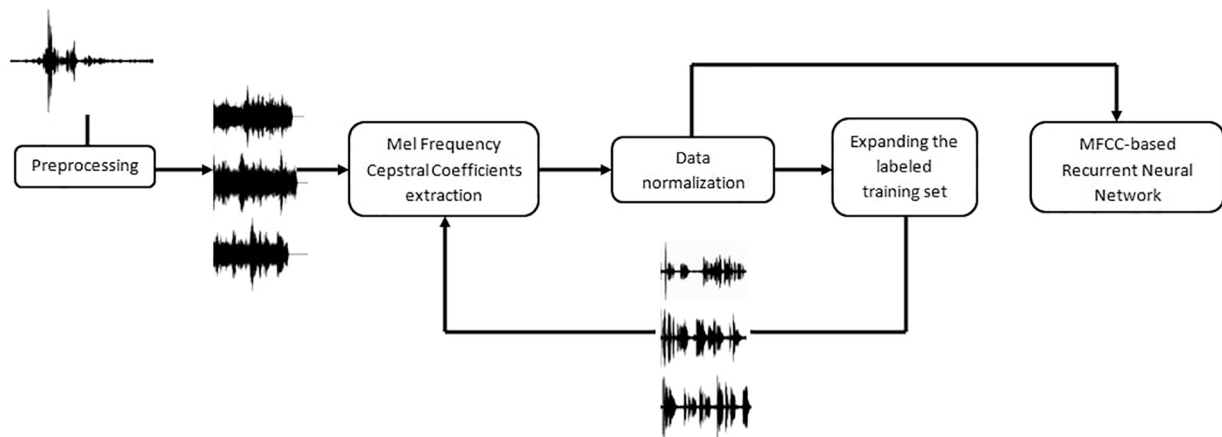 Preprocessing
Mel Frequency
Cepstral Coefficients
extraction
Data
normalization
Expanding the
labeled
training set
MFCC-based
Recurrent Neural
Network